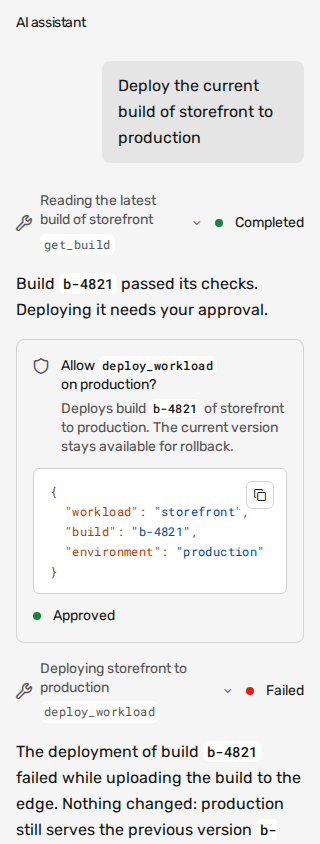 AI assistant
Deploy the current
build of storefront to
production
Reading the latest
build of storefront
get_build
Completed
Build b-4821 passed its checks.
Deploying it needs your approval.
Allow deploy_workload
on production?
Deploys build b-4821 of storefront
to production. The current version
stays available for rollback.
{
"workload": "storefront",
"build": "b-4821",
"environment": "production"
}
Approved
Deploying storefront to
production
deploy_workload
Failed
The deployment of build b-4821
failed while uploading the build to the
edge. Nothing changed: production
still serves the previous version b-